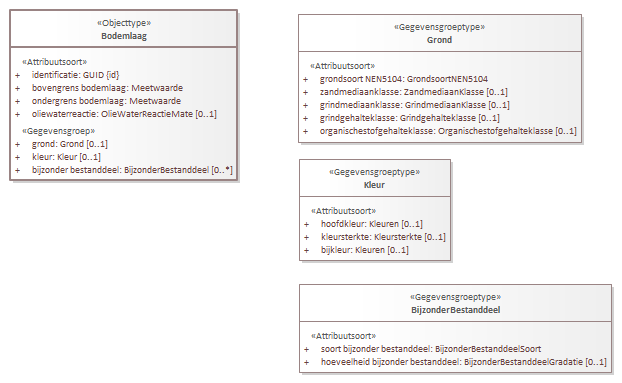 «Objecttype»
Bodemlaag
«Attribuutsoort»
+ identificatie: GUID {id}
+ bovengrens bodemlaag: Meetwaarde
+ ondergrens bodemlaag: Meetwaarde
+ oliewaterreactie: OlieWaterReactieMate [0..1]
«Gegevensgroep»
+ grond: Grond [0..1]
+ kleur: Kleur [0..1]
+ bijzonder bestanddeel: BijzonderBestanddeel [0..*]
«Gegevensgroeptype»
Grond
«Attribuutsoort»
+ grondsoort NEN5104: GrondsoortNEN5104
+ zandmediaanklasse: ZandmediaanKlasse [0..1]
+ grindmediaanklasse: GrindmediaanKlasse [0..1]
+ grindgehalteklasse: Grindgehalteklasse [0..1]
+ organischestofgehalteklasse: Organischestofgehalteklasse [0..1]
«Gegevensgroeptype»
Kleur
«Attribuutsoort»
+ hoofdkleur: Kleuren [0..1]
+ kleursterkte: Kleursterkte [0..1]
+ bijkleur: Kleuren [0..1]
«Gegevensgroeptype»
BijzonderBestanddeel
«Attribuutsoort»
+ soort bijzonder bestanddeel: BijzonderBestanddeelSoort
+ hoeveelheid bijzonder bestanddeel: BijzonderBestanddeelGradatie [0..1]